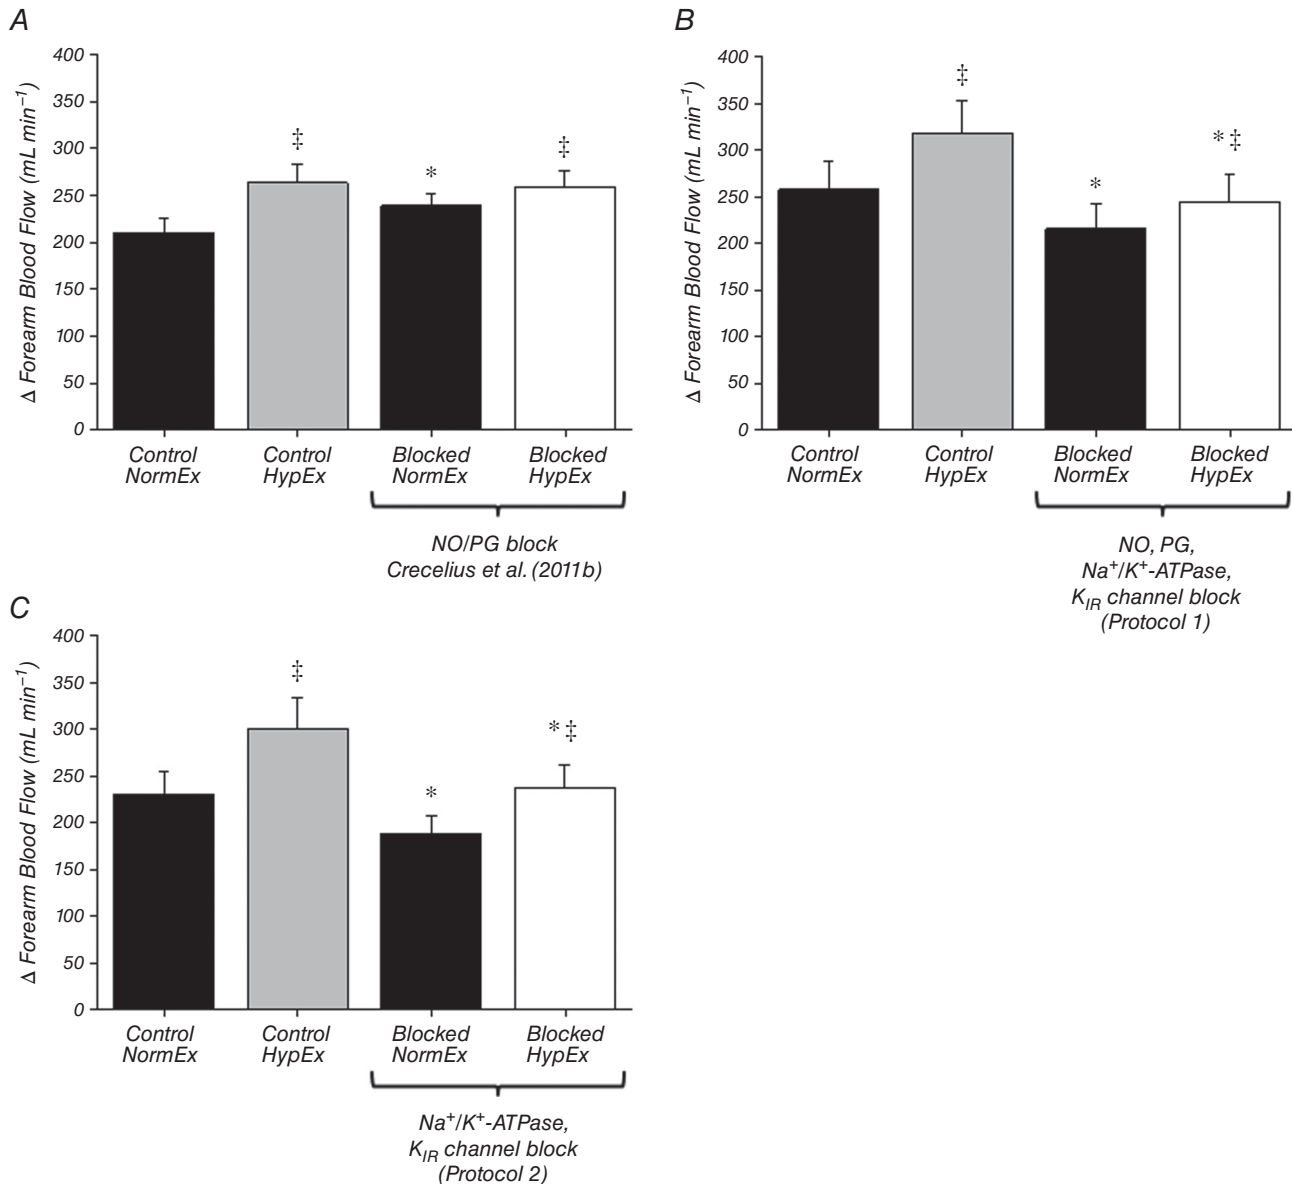 A
Δ Forearm Blood Flow (mL min⁻¹)
400
350
300
250
200
150
100
50
0
‡
*
‡
Control NormEx
Control HypEx
Blocked NormEx
Blocked HypEx
NO/PG block
Crecelius et al. (2011b)
B
Δ Forearm Blood Flow (mL min⁻¹)
400
350
300
250
200
150
100
50
0
‡
*
*‡
Control NormEx
Control HypEx
Blocked NormEx
Blocked HypEx
NO, PG,
Na⁺/K⁺-ATPase,
K_IR channel block
(Protocol 1)
C
Δ Forearm Blood Flow (mL min⁻¹)
400
350
300
250
200
150
100
50
0
‡
*
*‡
Control NormEx
Control HypEx
Blocked NormEx
Blocked HypEx
Na⁺/K⁺-ATPase,
K_IR channel block
(Protocol 2)